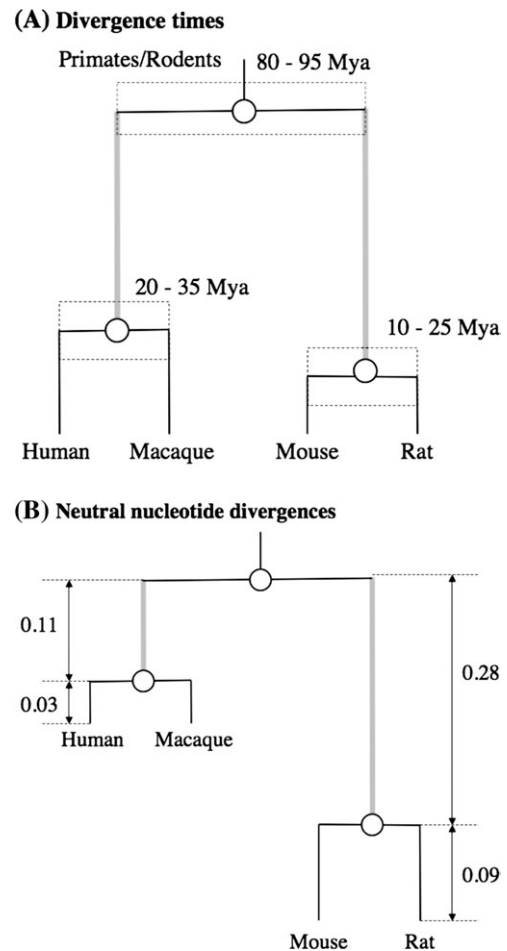 (A) Divergence times
Primates/Rodents
80 - 95 Mya
20 - 35 Mya
10 - 25 Mya
Human
Macaque
Mouse
Rat
(B) Neutral nucleotide divergences
0.11
0.28
0.03
Human
Macaque
0.09
Mouse
Rat